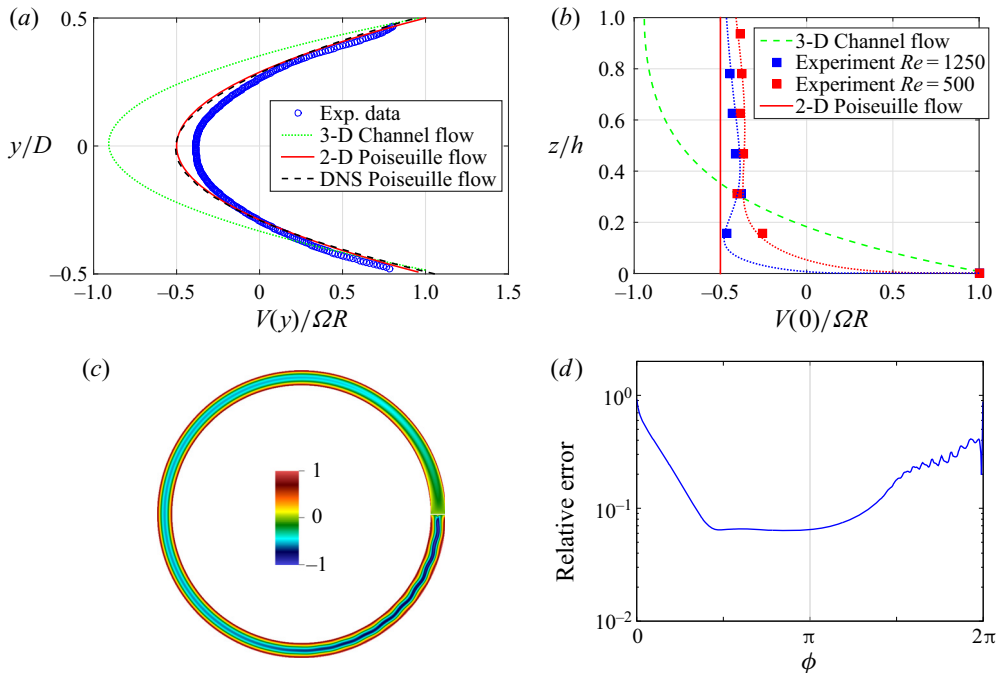 (a)
0.5
y/D
0
−0.5
Exp. data
3-D Channel flow
2-D Poiseuille flow
DNS Poiseuille flow
−1.0 −0.5 0 0.5 1.0 1.5
V(y)/ΩR
(b)
1.0
0.8
z/h
0.6
0.4
0.2
0
3-D Channel flow
Experiment Re = 1250
Experiment Re = 500
2-D Poiseuille flow
−1.0 −0.5 0 0.5 1.0
V(0)/ΩR
(c)
1
0
−1
(d)
10⁰
10⁻¹
10⁻²
Relative error
0 π 2π
ϕ